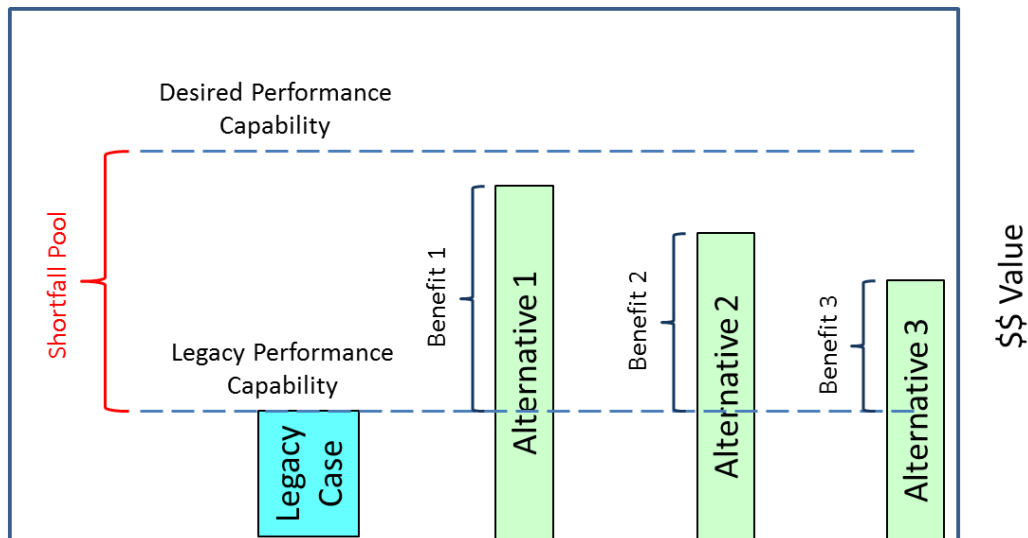 Desired Performance
Capability
Shortfall Pool
Legacy Performance
Capability
Legacy
Case
Benefit 1
Alternative 1
Benefit 2
Alternative 2
Benefit 3
Alternative 3
$$ Value